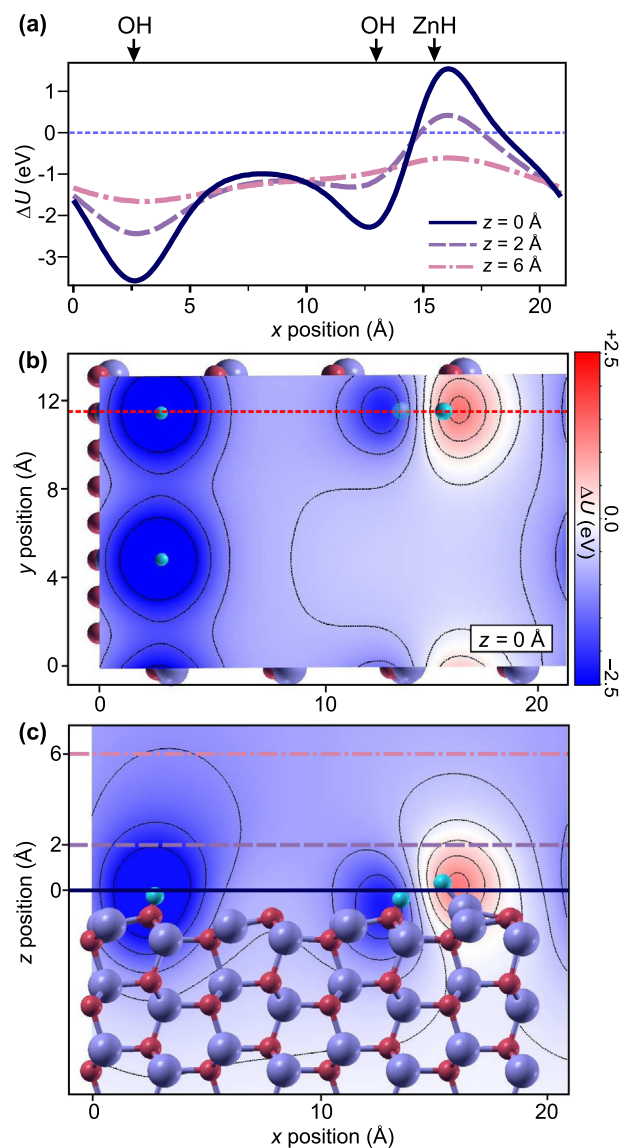 (a)
OH OH ZnH
1
0
-1
-2
-3
ΔU (eV)
z = 0 Å
z = 2 Å
z = 6 Å
0 5 10 15 20
x position (Å)
(b)
12
8
4
0
y position (Å)
z = 0 Å
0 10 20
+2.5
0.0
−2.5
ΔU (eV)
(c)
6
2
0
z position (Å)
0 10 20
x position (Å)